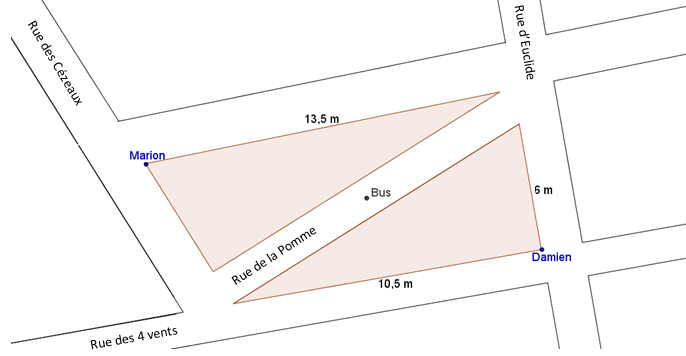 Rue des Cézeaux
Rue d'Euclide
13,5 m
Marion
Bus
6 m
Rue de la Pomme
Damien
10,5 m
Rue des 4 vents